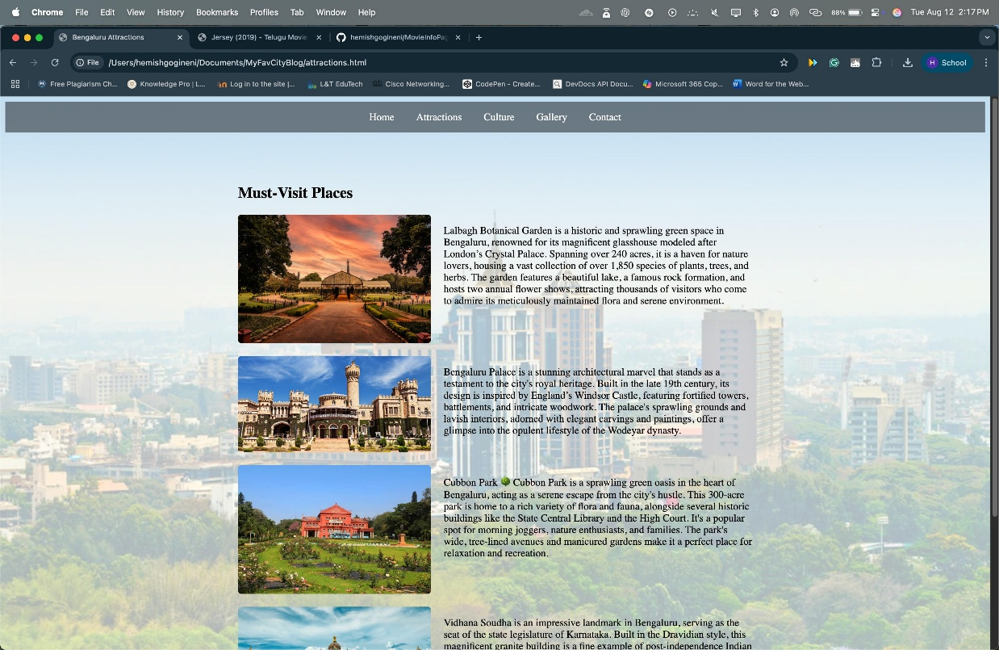 Chrome File Edit View History Bookmarks Profiles Tab Window Help 88% Tue Aug 12 2:17 PM
Bengaluru Attractions Jersey (2019) - Telugu Movie hemishgogineni/MovieInfoPag
File /Users/hemishgogineni/Documents/MyFavCityBlog/attractions.html H School
Free Plagiarism Ch... Knowledge Pro | L... Log in to the site |... L&T EduTech Cisco Networking... CodePen - Create... DevDocs API Docu... Microsoft 365 Cop... Word for the Web...
Home Attractions Culture Gallery Contact
Must-Visit Places
Lalbagh Botanical Garden is a historic and sprawling green space in
Bengaluru, renowned for its magnificent glasshouse modeled after
London's Crystal Palace. Spanning over 240 acres, it is a haven for nature
lovers, housing a vast collection of over 1,850 species of plants, trees, and
herbs. The garden features a beautiful lake, a famous rock formation, and
hosts two annual flower shows, attracting thousands of visitors who come
to admire its meticulously maintained flora and serene environment.
Bengaluru Palace is a stunning architectural marvel that stands as a
testament to the city's royal heritage. Built in the late 19th century, its
design is inspired by England's Windsor Castle, featuring fortified towers,
battlements, and intricate woodwork. The palace's sprawling grounds and
lavish interiors, adorned with elegant carvings and paintings, offer a
glimpse into the opulent lifestyle of the Wodeyar dynasty.
Cubbon Park 🌳 Cubbon Park is a sprawling green oasis in the heart of
Bengaluru, acting as a serene escape from the city's hustle. This 300-acre
park is home to a rich variety of flora and fauna, alongside several historic
buildings like the State Central Library and the High Court. It's a popular
spot for morning joggers, nature enthusiasts, and families. The park's
wide, tree-lined avenues and manicured gardens make it a perfect place for
relaxation and recreation.
Vidhana Soudha is an impressive landmark in Bengaluru, serving as the
seat of the state legislature of Karnataka. Built in the Dravidian style, this
magnificent granite building is a fine example of post-independence Indian